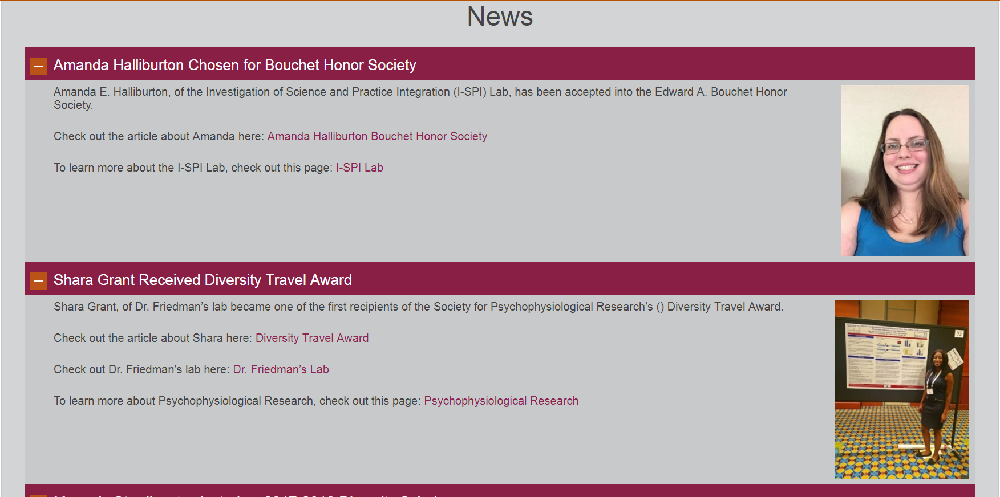 News
Amanda Halliburton Chosen for Bouchet Honor Society
Amanda E. Halliburton, of the Investigation of Science and Practice Integration (I-SPI) Lab, has been accepted into the Edward A. Bouchet Honor
Society.
Check out the article about Amanda here: Amanda Halliburton Bouchet Honor Society
To learn more about the I-SPI Lab, check out this page: I-SPI Lab
Shara Grant Received Diversity Travel Award
Shara Grant, of Dr. Friedman’s lab became one of the first recipients of the Society for Psychophysiological Research’s () Diversity Travel Award.
Check out the article about Shara here: Diversity Travel Award
Check out Dr. Friedman’s lab here: Dr. Friedman’s Lab
To learn more about Psychophysiological Research, check out this page: Psychophysiological Research
72